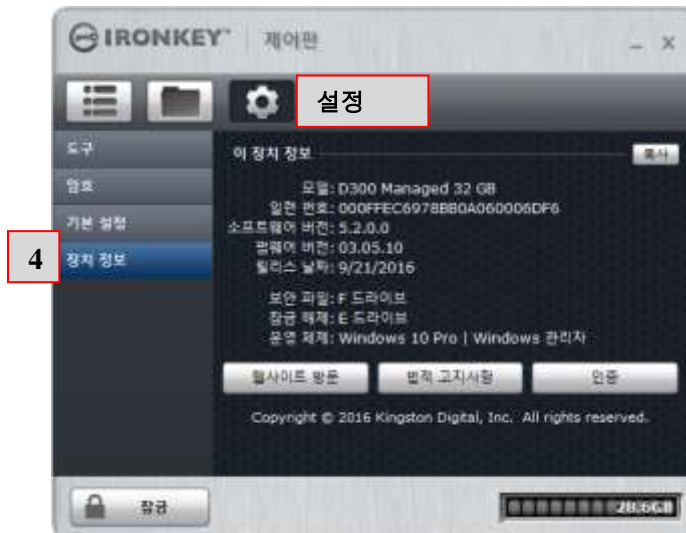 IRONKEY 제어판
설정
도구
암호
기본 설정
4
장치 정보
이 장치 정보
복사
모델: D300 Managed 32 GB
일련 번호: 000FFEC6978BB0A060006DF6
소프트웨어 버전: 5.2.0.0
펌웨어 버전: 03.05.10
릴리스 날짜: 9/21/2016
보안 파일: F 드라이브
잠금 해제: E 드라이브
운영 체제: Windows 10 Pro | Windows 관리자
웹사이트 방문
법적 고지사항
인증
Copyright © 2016 Kingston Digital, Inc. All rights reserved.
잠금
28.6GB